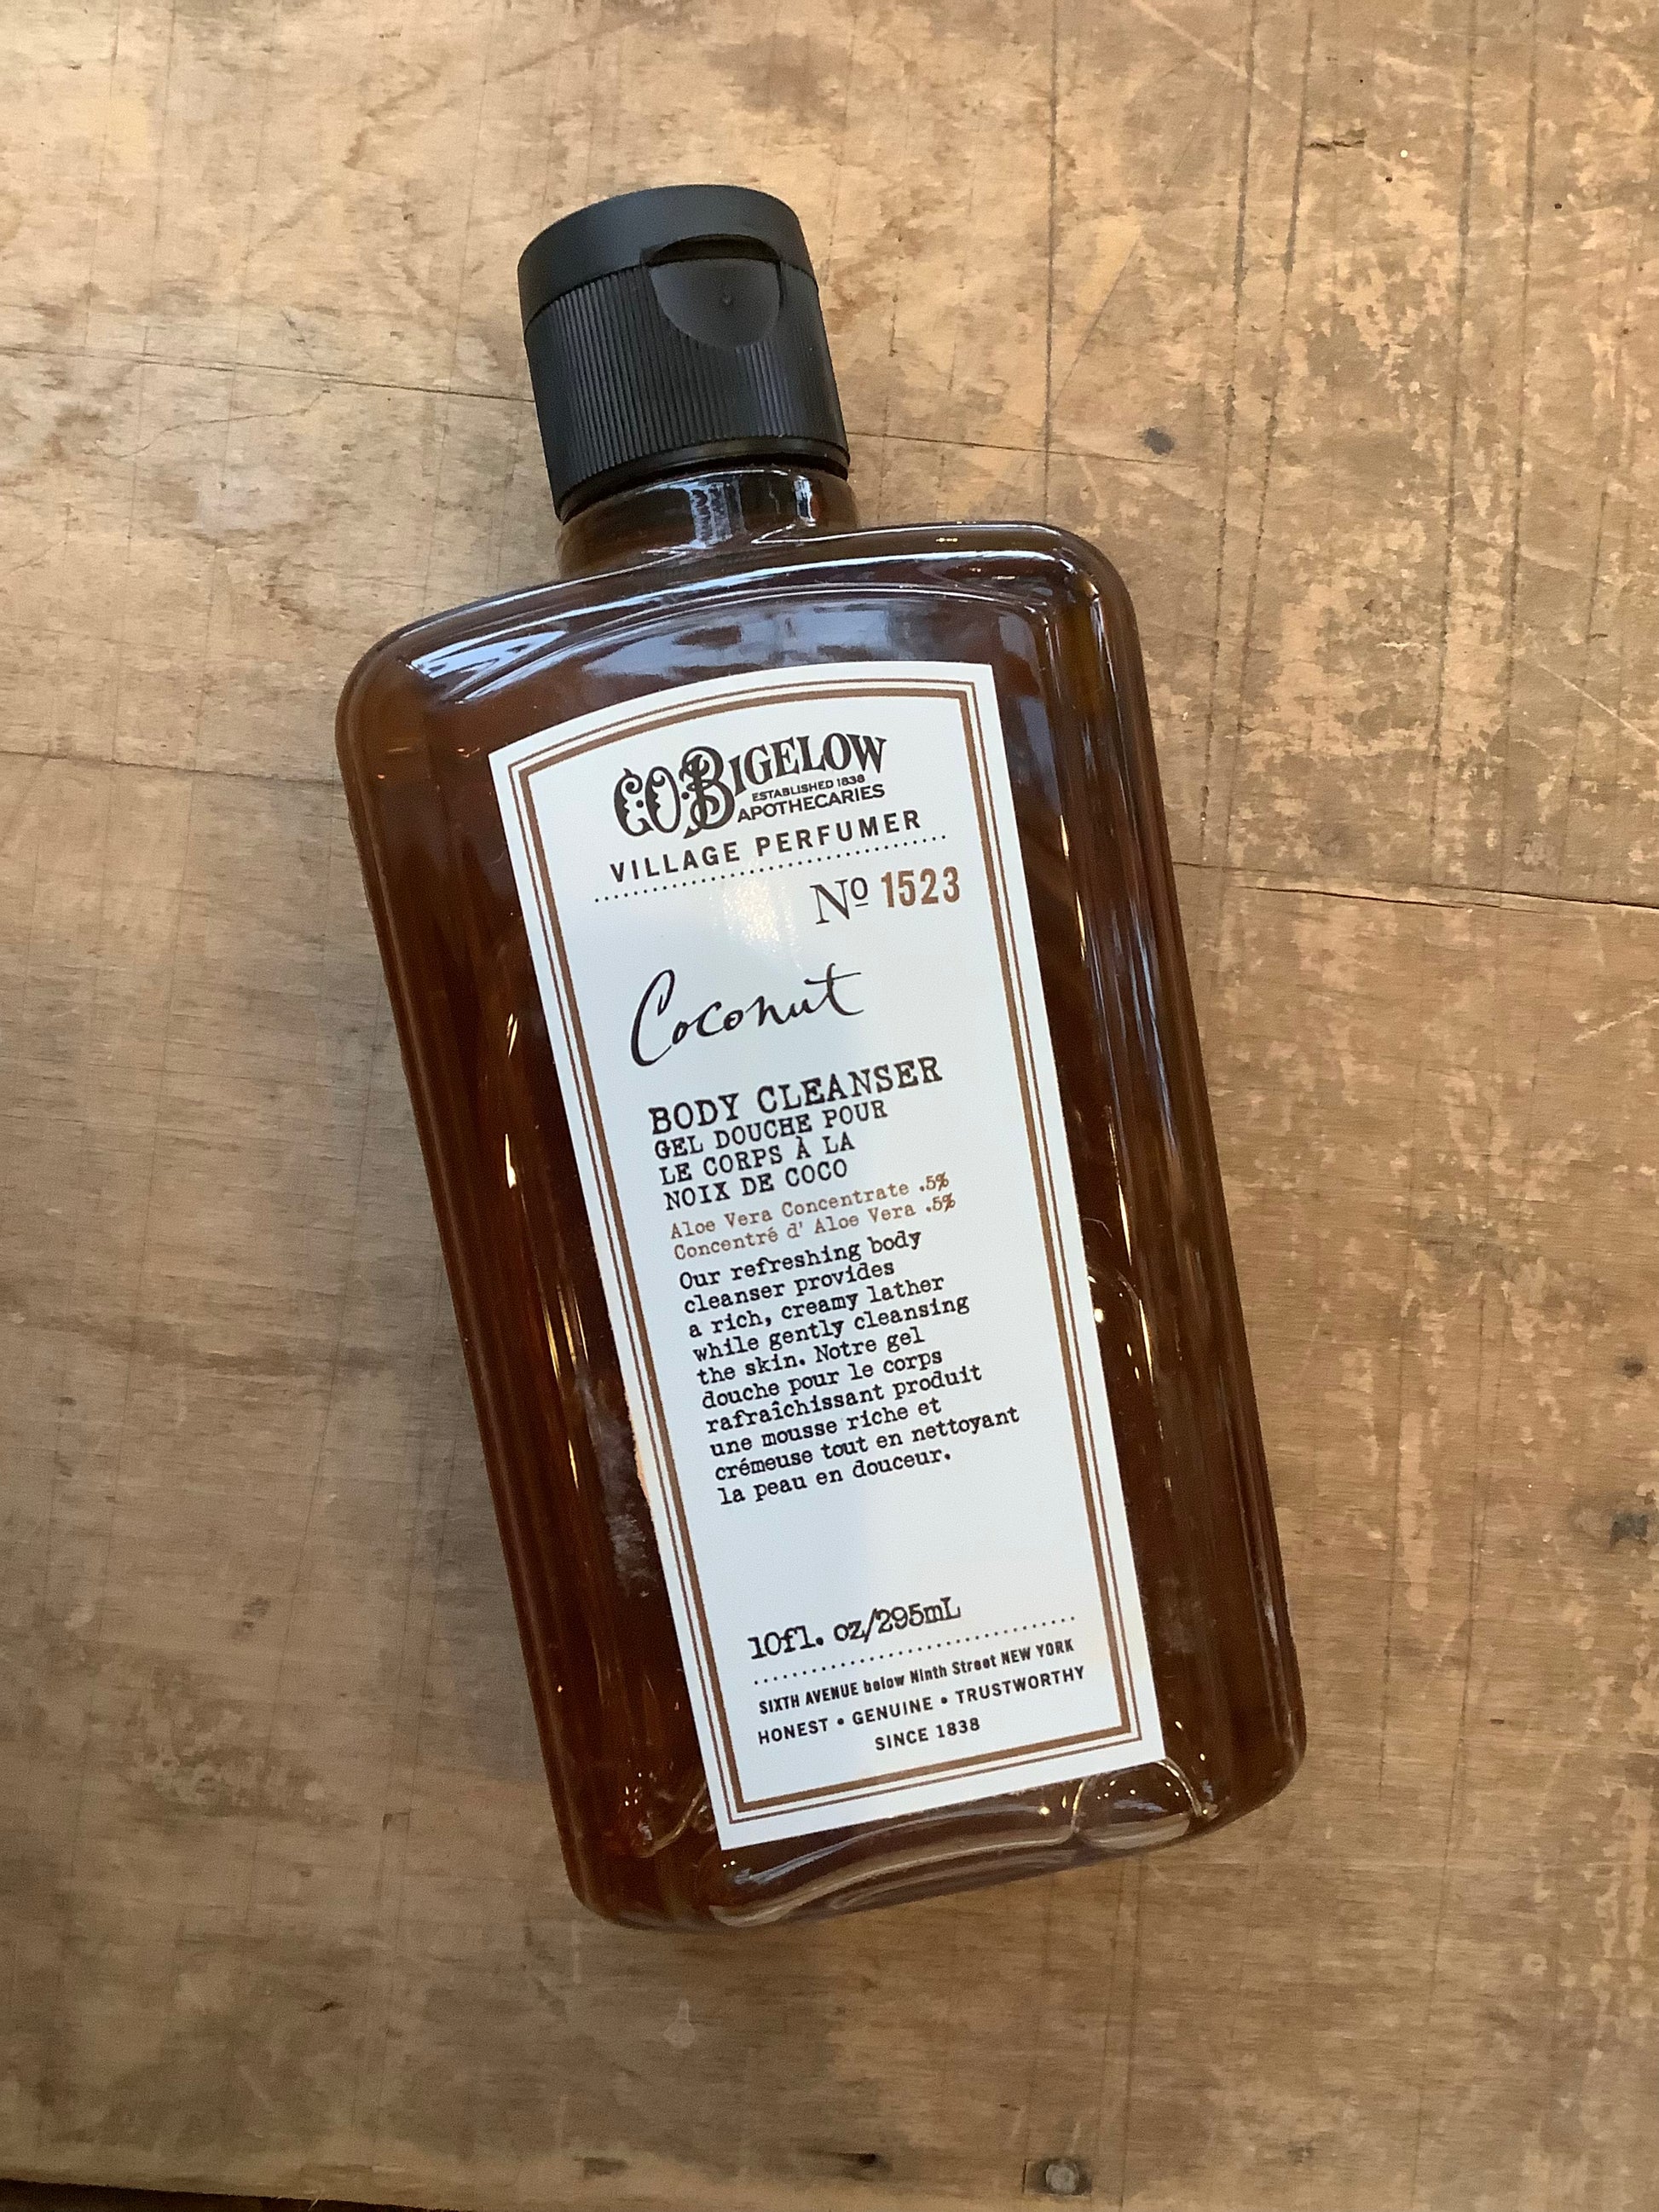 C.O. BIGELOW
ESTABLISHED 1838
APOTHECARIES
VILLAGE PERFUMER
Nº 1523
Coconut
BODY CLEANSER
GEL DOUCHE POUR
LE CORPS À LA
NOIX DE COCO
Aloe Vera Concentrate .5%
Concentré d' Aloe Vera .5%
Our refreshing body
cleanser provides
a rich, creamy lather
while gently cleansing
the skin. Notre gel
douche pour le corps
rafraîchissant produit
une mousse riche et
crémeuse tout en nettoyant
la peau en douceur.
10fl. oz/295mL
SIXTH AVENUE below Ninth Street NEW YORK
HONEST • GENUINE • TRUSTWORTHY
SINCE 1838